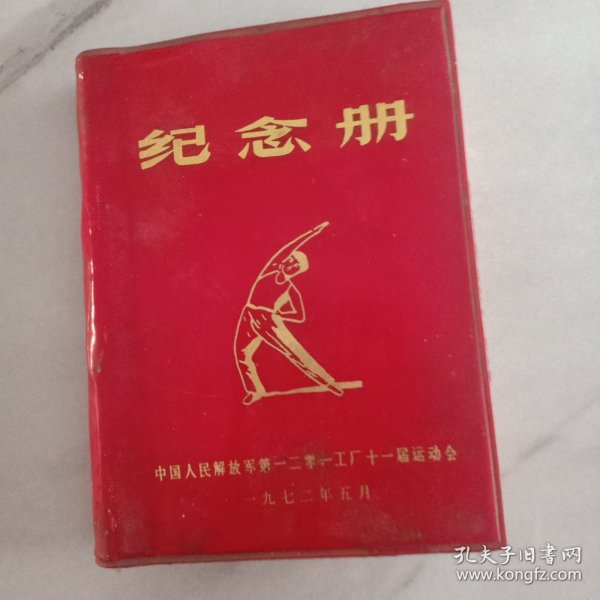 纪念册
中国人民解放军第一二零一工厂十一届运动会
一九七二年五月
孔夫子旧书网
www.kongfz.com